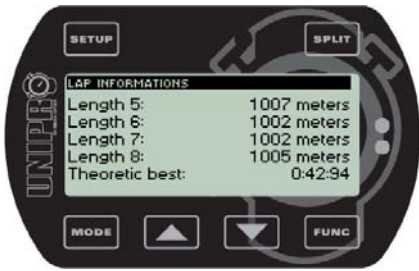 SETUP
SPLIT
LAP INFORMATIONS
Length 5: 1007 meters
Length 6: 1002 meters
Length 7: 1002 meters
Length 8: 1005 meters
Theoretic best: 0:42:94
UNIPRO
MODE
FUNC